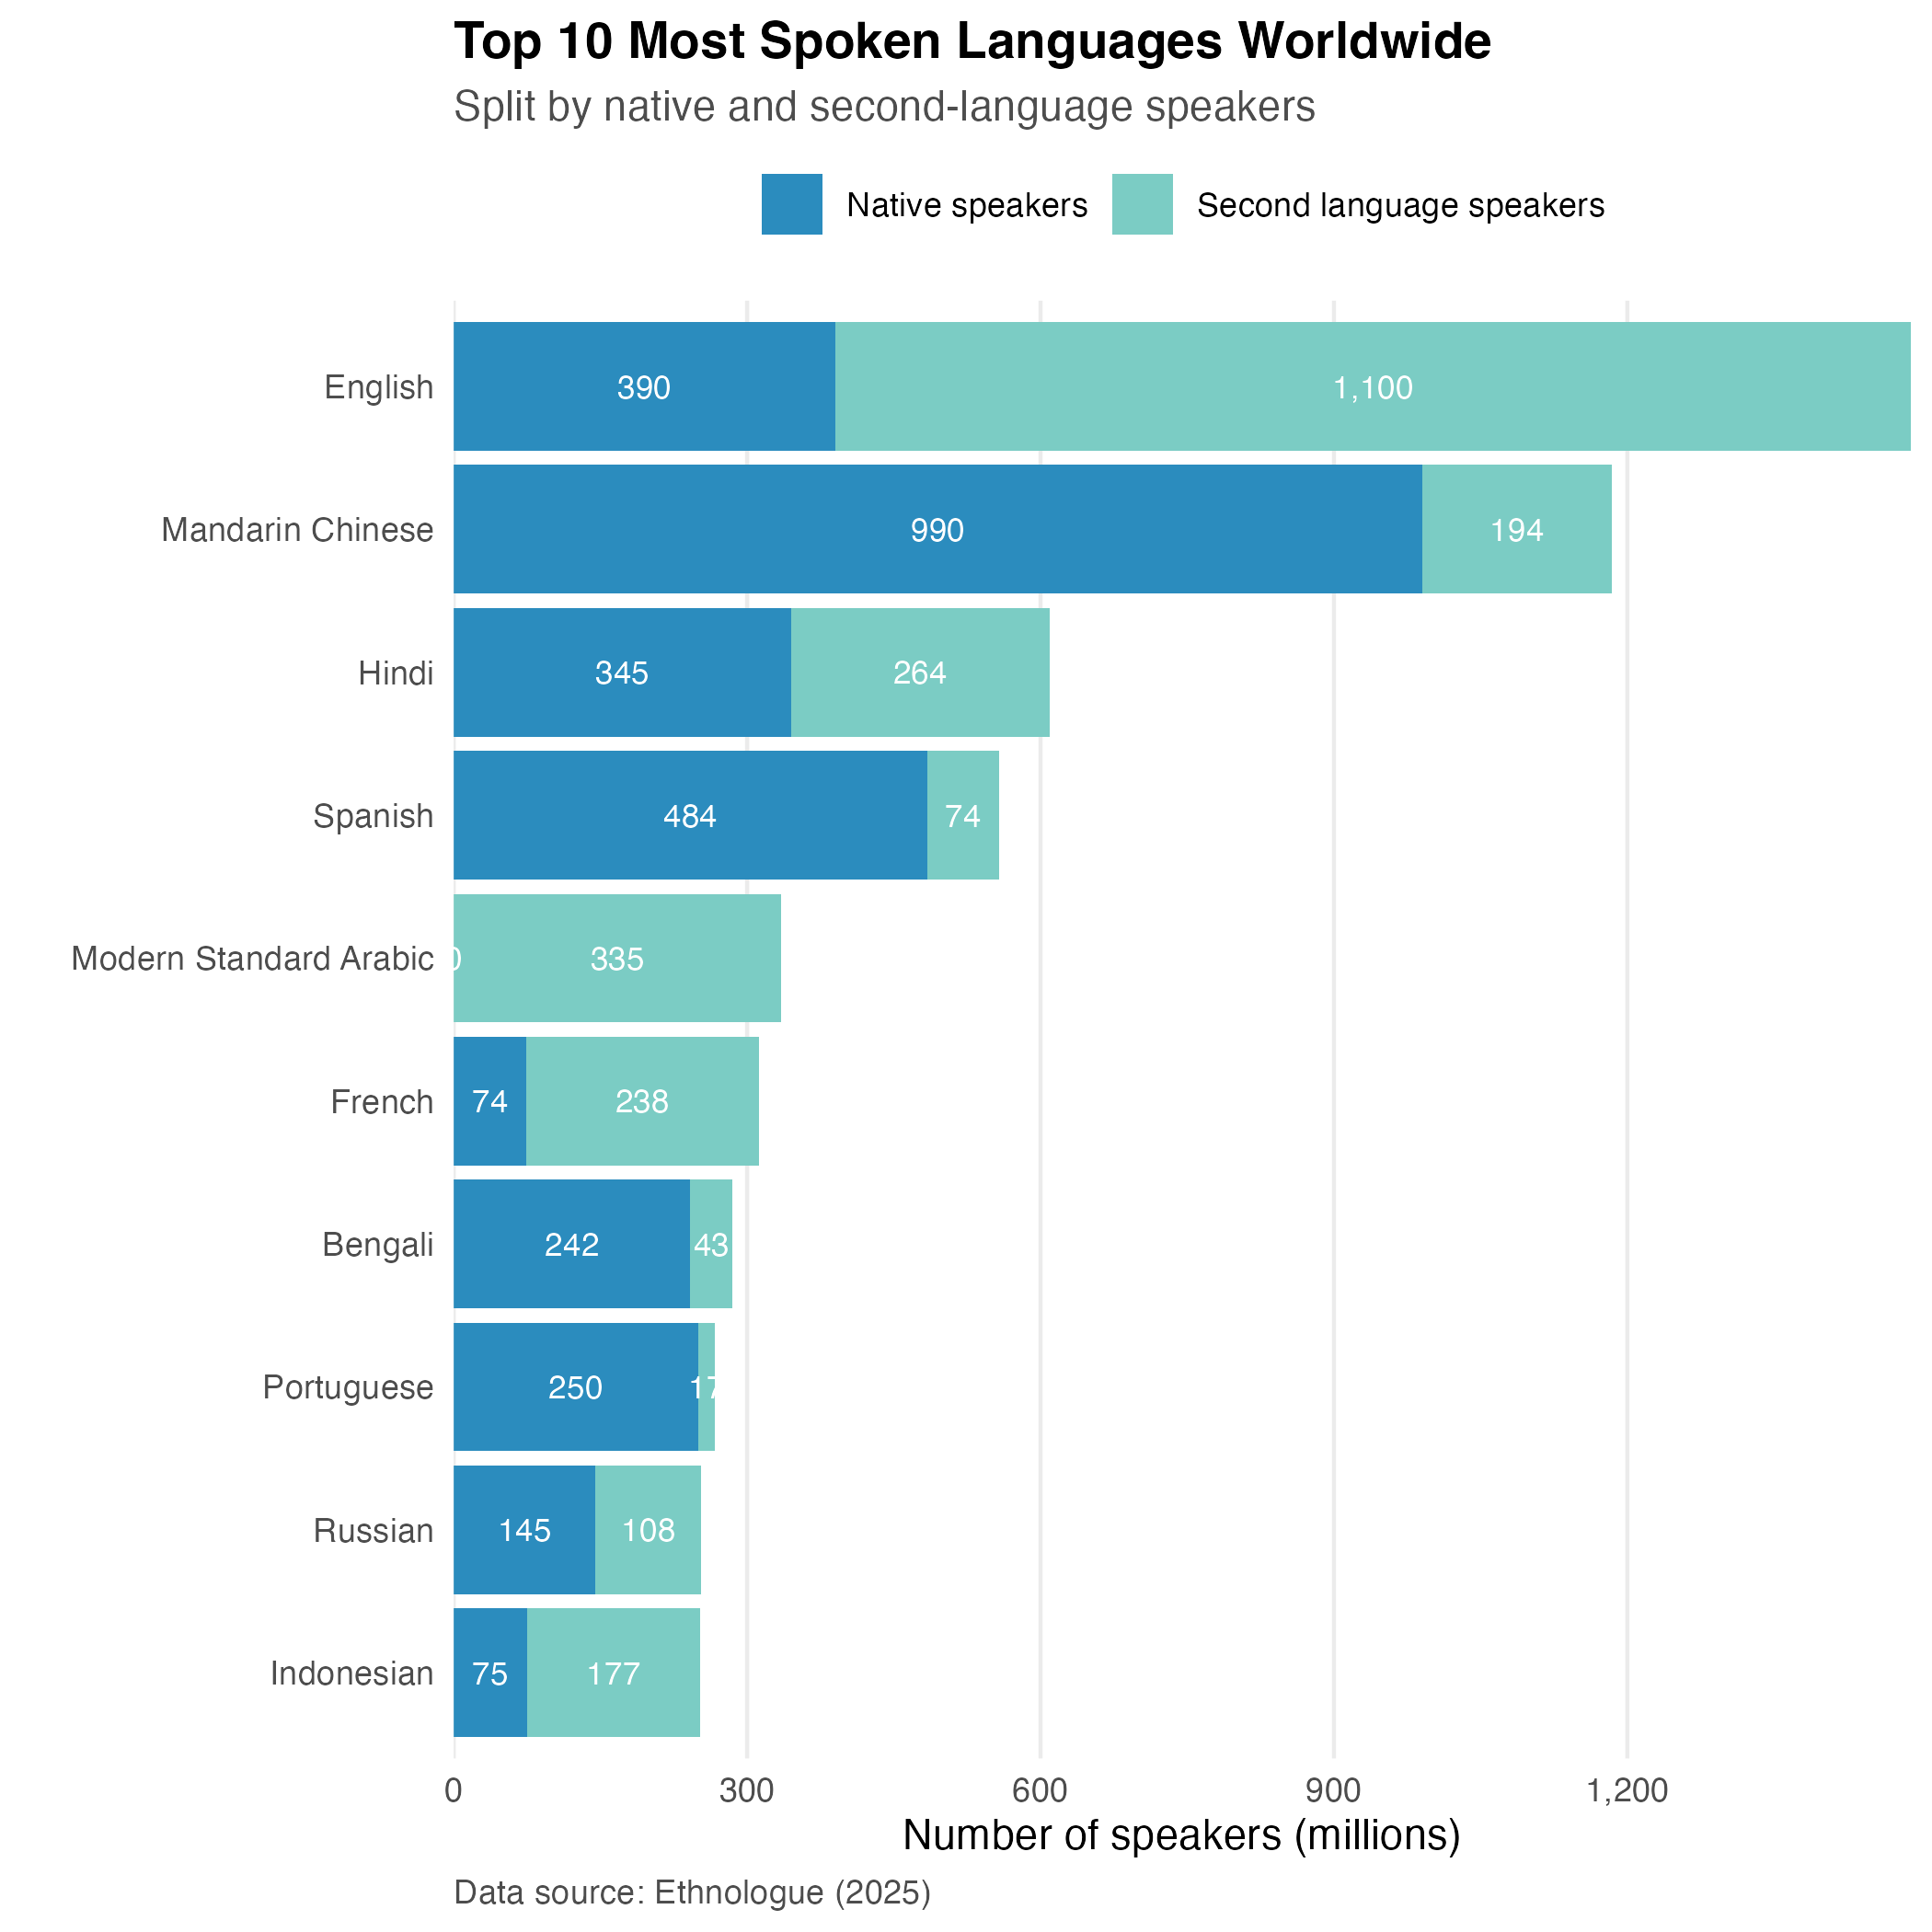 Top 10 Most Spoken Languages Worldwide
Split by native and second-language speakers
Native speakers Second language speakers
English 390 1,100
Mandarin Chinese 990 194
Hindi 345 264
Spanish 484 74
Modern Standard Arabic 0 335
French 74 238
Bengali 242 43
Portuguese 250 17
Russian 145 108
Indonesian 75 177
0 300 600 900 1,200
Number of speakers (millions)
Data source: Ethnologue (2025)